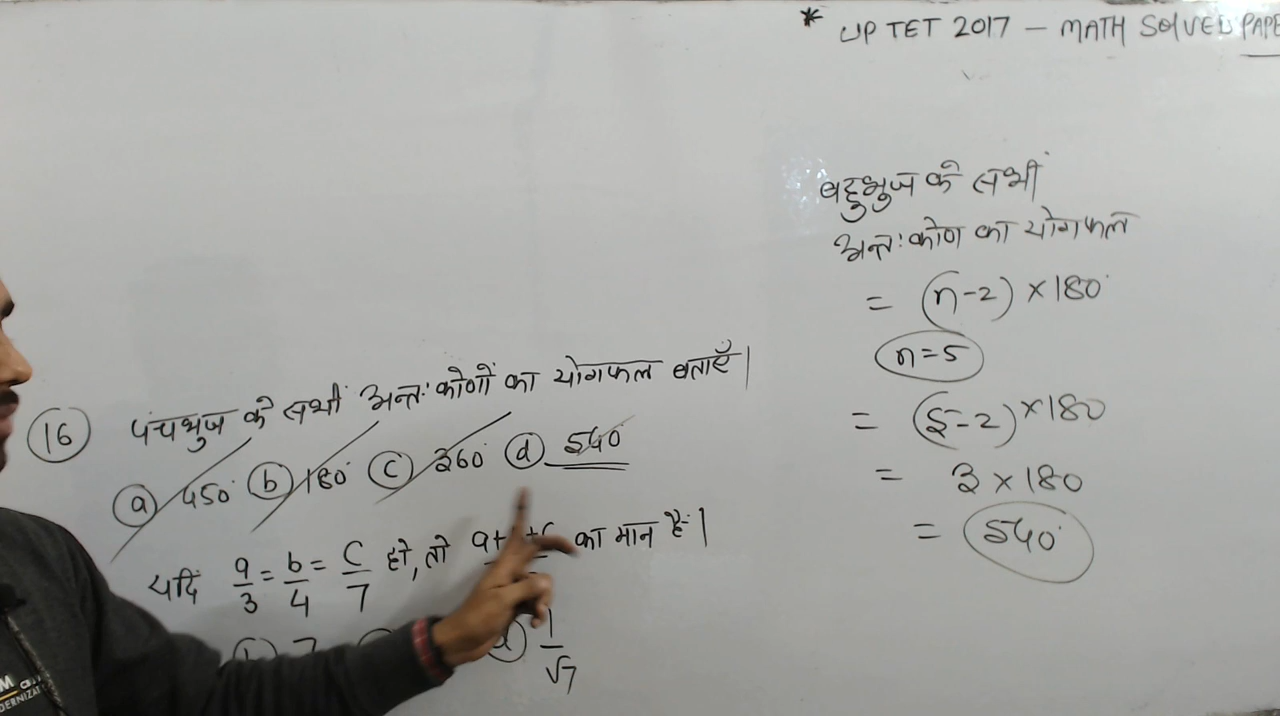 * UP TET 2017 - MATH SOLVED PAPE
बहुभुज के सभी
अन्तः कोण का योगफल
= (n-2) × 180°
n=5
= (5-2) × 180
= 3 × 180
= 540°
(16) पंचभुज के सभी अन्तः कोणों का योगफल बताएँ।
(a) 450° (b) 180° (c) 360° (d) 540°
यदि a/3 = b/4 = c/7 हो, तो का मान है।
7 1/√7